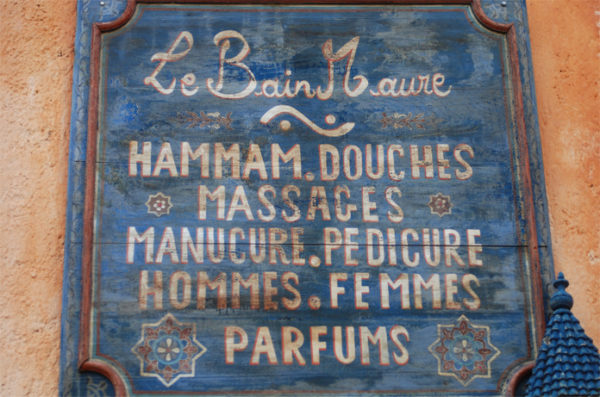 Le Bain Maure
HAMMAM. DOUCHES
MASSAGES
MANUCURE. PEDICURE
HOMMES. FEMMES
PARFUMS